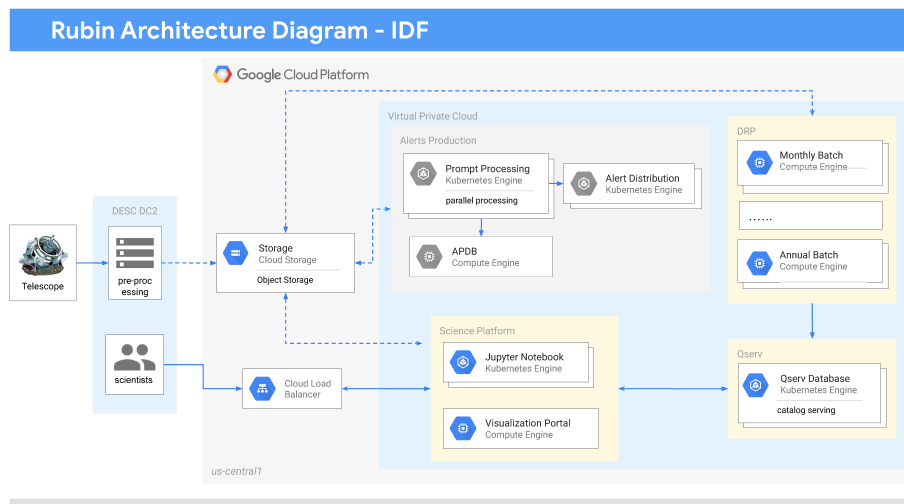 Rubin Architecture Diagram - IDF
Google Cloud Platform
Virtual Private Cloud
Alerts Production
Prompt Processing
Kubernetes Engine
parallel processing
Alert Distribution
Kubernetes Engine
APDB
Compute Engine
DRP
Monthly Batch
Compute Engine
......
Annual Batch
Compute Engine
DESC DC2
Telescope
pre-proc
essing
Storage
Cloud Storage
Object Storage
scientists
Cloud Load
Balancer
Science Platform
Jupyter Notebook
Kubernetes Engine
Visualization Portal
Compute Engine
Qserv
Qserv Database
Kubernetes Engine
catalog serving
us-central1